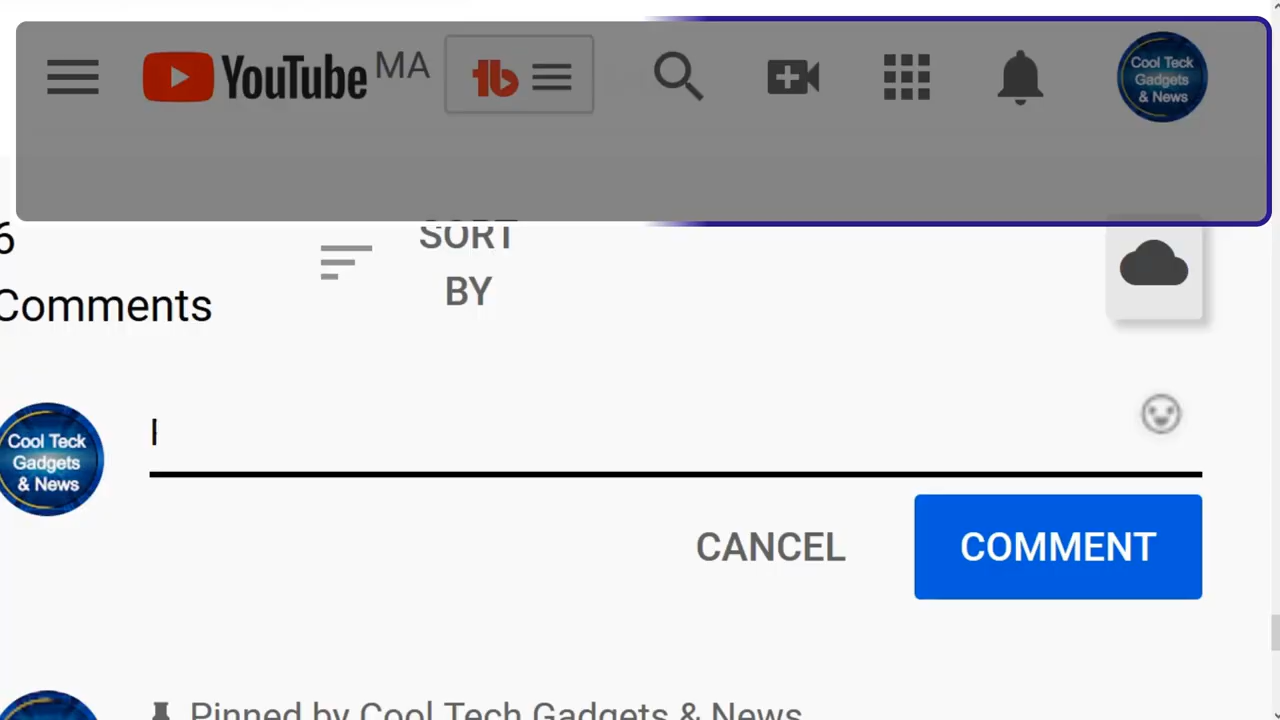 YouTube MA
Cool Teck
Gadgets
& News
6
Comments
SORT
BY
Cool Teck
Gadgets
& News
CANCEL
COMMENT
Pinned by Cool Tech Gadgets & News